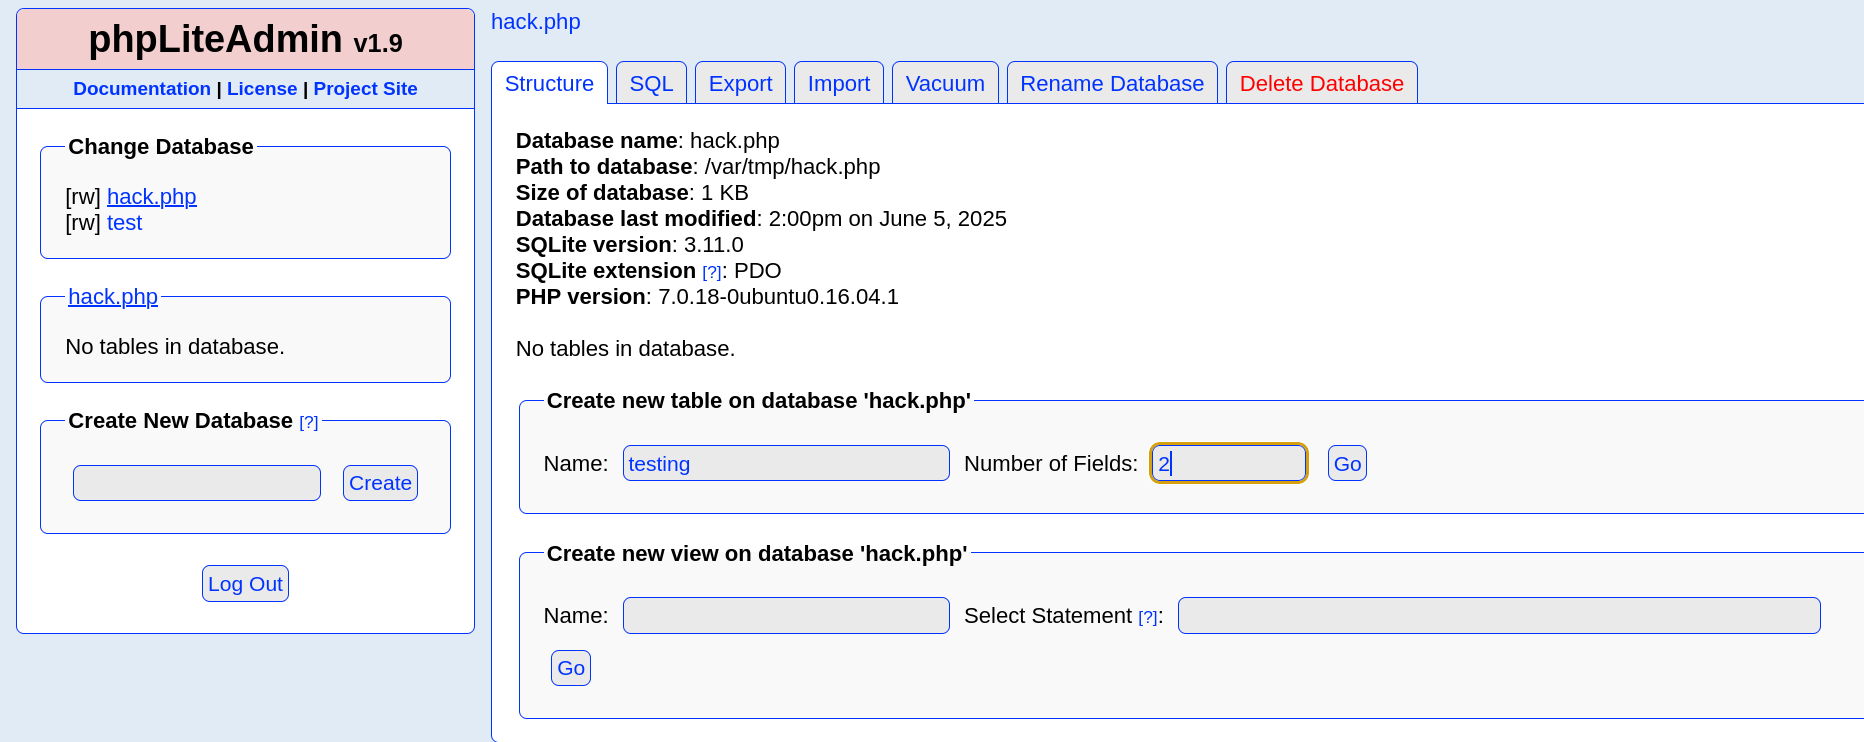 phpLiteAdmin v1.9
Documentation | License | Project Site
Change Database
[rw] hack.php
[rw] test
hack.php
No tables in database.
Create New Database [?]
Create
Log Out
hack.php
Structure SQL Export Import Vacuum Rename Database Delete Database
Database name: hack.php
Path to database: /var/tmp/hack.php
Size of database: 1 KB
Database last modified: 2:00pm on June 5, 2025
SQLite version: 3.11.0
SQLite extension [?]: PDO
PHP version: 7.0.18-0ubuntu0.16.04.1
No tables in database.
Create new table on database 'hack.php'
Name: testing Number of Fields: 2 Go
Create new view on database 'hack.php'
Name: Select Statement [?]:
Go